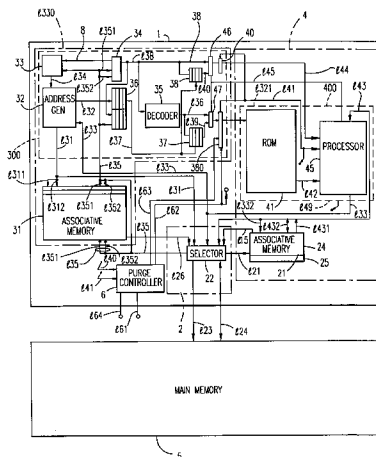 ℓ330
ℓ351
1
4
8
34
ℓ38
38
46
40
33
ℓ34
ℓ44
32
ADDRESS GEN
ℓ352
ℓ32
36
35
DECODER
38
ℓ40
47
ℓ45
ℓ321
ℓ41
400
ℓ43
ℓ36
ℓ39
ROM
PROCESSOR
300
ℓ31
ℓ33
ℓ37
37
360
ℓ35
ℓ33
ℓ42
41
45
ℓ49
ℓ33
ℓ311
ℓ312
ℓ351
ℓ352
ℓ63
ℓ62
ℓ31
ℓ332
ℓ432
ℓ431
31
ASSOCIATIVE MEMORY
ℓ351
ℓ35
ℓ40
ℓ352
ℓ35
ℓ26
SELECTOR
22
ℓ5
ASSOCIATIVE MEMORY
24
ℓ21
21
25
ℓ41
6
PURGE CONTROLLER
2
ℓ23
ℓ24
ℓ64
ℓ61
MAIN MEMORY